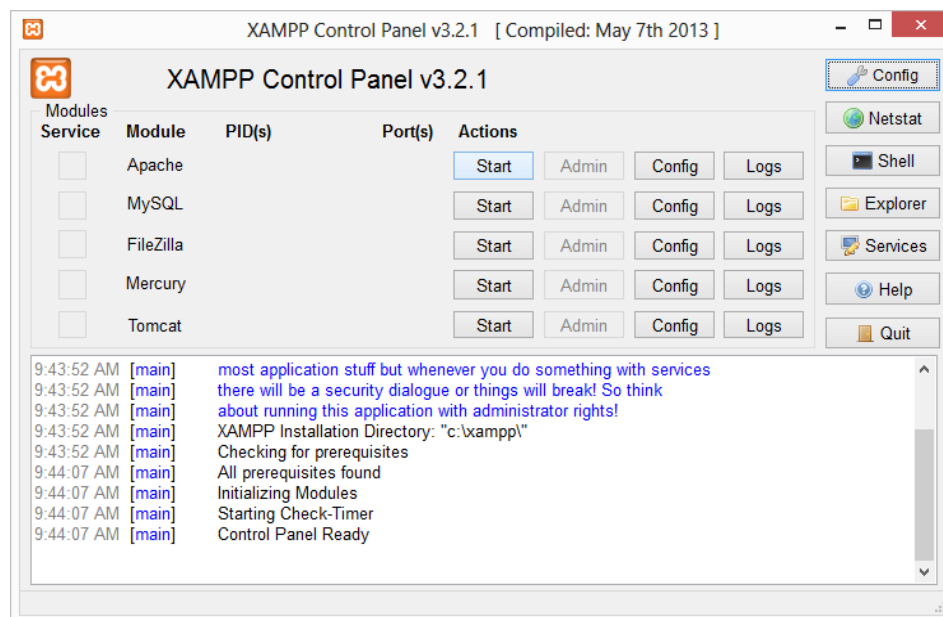 XAMPP Control Panel v3.2.1 [ Compiled: May 7th 2013 ]
XAMPP Control Panel v3.2.1
Config
Modules
Service Module PID(s) Port(s) Actions
Netstat
Apache Start Admin Config Logs
Shell
MySQL Start Admin Config Logs
Explorer
FileZilla Start Admin Config Logs
Services
Mercury Start Admin Config Logs
Help
Tomcat Start Admin Config Logs
Quit
9:43:52 AM [main] most application stuff but whenever you do something with services
9:43:52 AM [main] there will be a security dialogue or things will break! So think
9:43:52 AM [main] about running this application with administrator rights!
9:43:52 AM [main] XAMPP Installation Directory: "c:\xampp\"
9:43:52 AM [main] Checking for prerequisites
9:44:07 AM [main] All prerequisites found
9:44:07 AM [main] Initializing Modules
9:44:07 AM [main] Starting Check-Timer
9:44:07 AM [main] Control Panel Ready